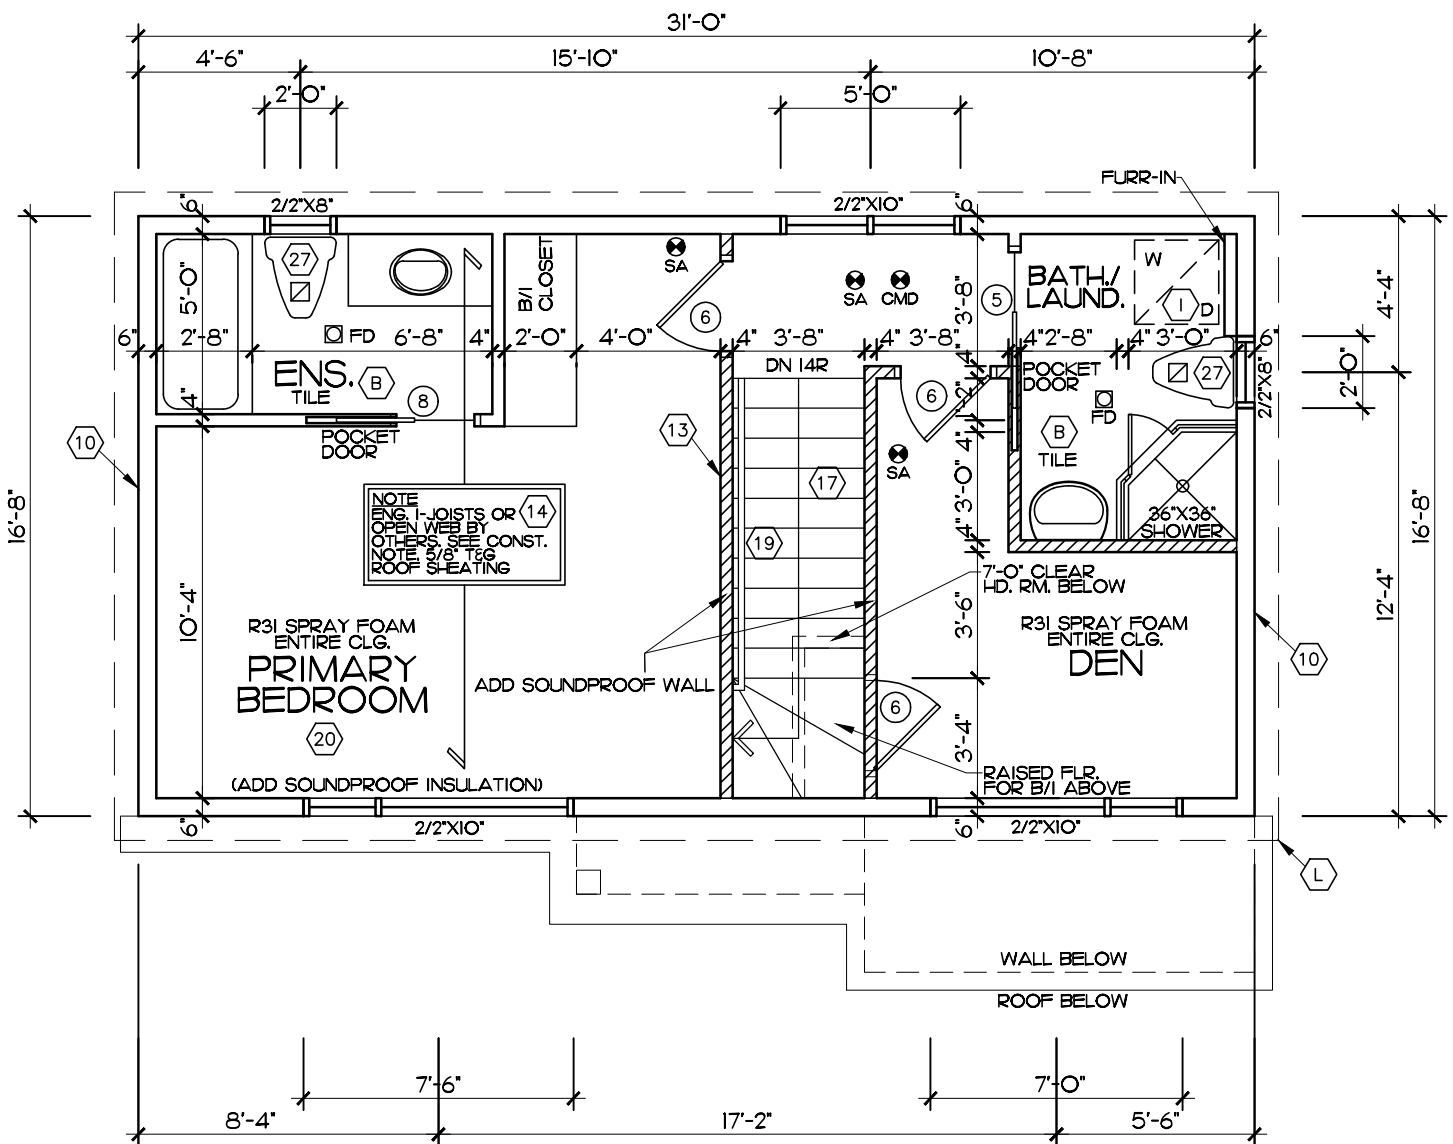 31'-0"
4'-6"
15'-10"
10'-8"
2'-0"
5'-0"
FURR-IN
6"
2/2"X8"
2/2"X10"
6"
27
SA
SA
CMD
5
BATH./
LAUND.
W
I
D
5'-0"
B/I
CLOSET
6
3'-8"
4'-4"
FD
6"
2'-8"
6'-8"
4"
2'-0"
4'-0"
4"
3'-8"
4"
3'-8"
4"
2'-8"
4"
3'-0"
6"
DN 14R
ENS.
TILE
B
8
4"
4"
POCKET
DOOR
27
2/2"X8"
2'-0"
6
1'-2"
FD
10
POCKET
DOOR
13
SA
4"
B
TILE
16'-8"
16'-8"
NOTE
ENG. I-JOISTS OR
OPEN WEB BY
OTHERS. SEE CONST.
NOTE. 5/8" T&G
ROOF SHEATING
14
17
19
3'-0"
4"
36"X36"
SHOWER
7'-0" CLEAR
HD. RM. BELOW
10'-4"
3'-6"
12'-4"
R31 SPRAY FOAM
ENTIRE CLG.
PRIMARY
BEDROOM
R31 SPRAY FOAM
ENTIRE CLG.
DEN
10
ADD SOUNDPROOF WALL
20
6
3'-4"
(ADD SOUNDPROOF INSULATION)
RAISED FLR.
FOR B/I ABOVE
6"
2/2"X10"
6"
2/2"X10"
L
WALL BELOW
ROOF BELOW
7'-6"
7'-0"
8'-4"
17'-2"
5'-6"